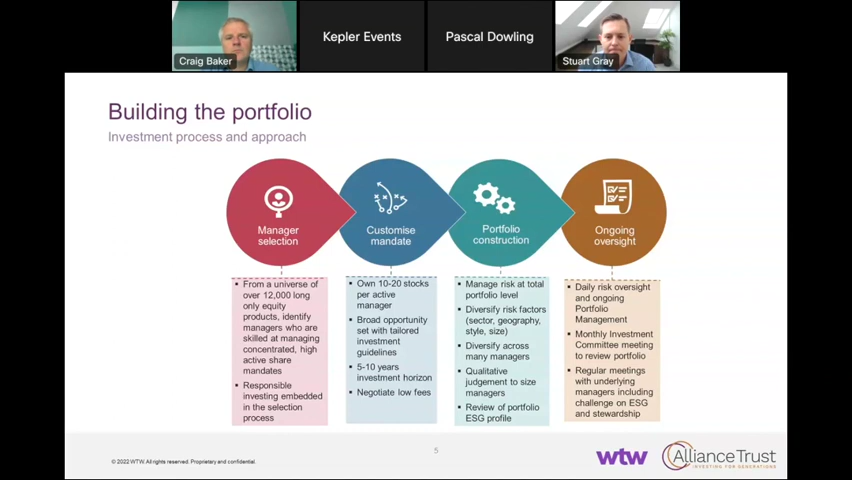 Craig Baker
Kepler Events
Pascal Dowling
Stuart Gray
Building the portfolio
Investment process and approach
Manager
selection
Customise
mandate
Portfolio
construction
Ongoing
oversight
▪ From a universe of
over 12,000 long
only equity
products, identify
managers who are
skilled at managing
concentrated, high
active share
mandates
▪ Responsible
investing embedded
in the selection
process
▪ Own 10-20 stocks
per active
manager
▪ Broad opportunity
set with tailored
investment
guidelines
▪ 5-10 years
investment horizon
▪ Negotiate low fees
▪ Manage risk at total
portfolio level
▪ Diversify risk factors
(sector, geography,
style, size)
▪ Diversify across
many managers
▪ Qualitative
judgement to size
managers
▪ Review of portfolio
ESG profile
▪ Daily risk oversight
and ongoing
Portfolio
Management
▪ Monthly Investment
Committee meeting
to review portfolio
▪ Regular meetings
with underlying
managers including
challenge on ESG
and stewardship
© 2022 WTW. All rights reserved. Proprietary and confidential.
5
wtw
Alliance Trust
INVESTING FOR GENERATIONS